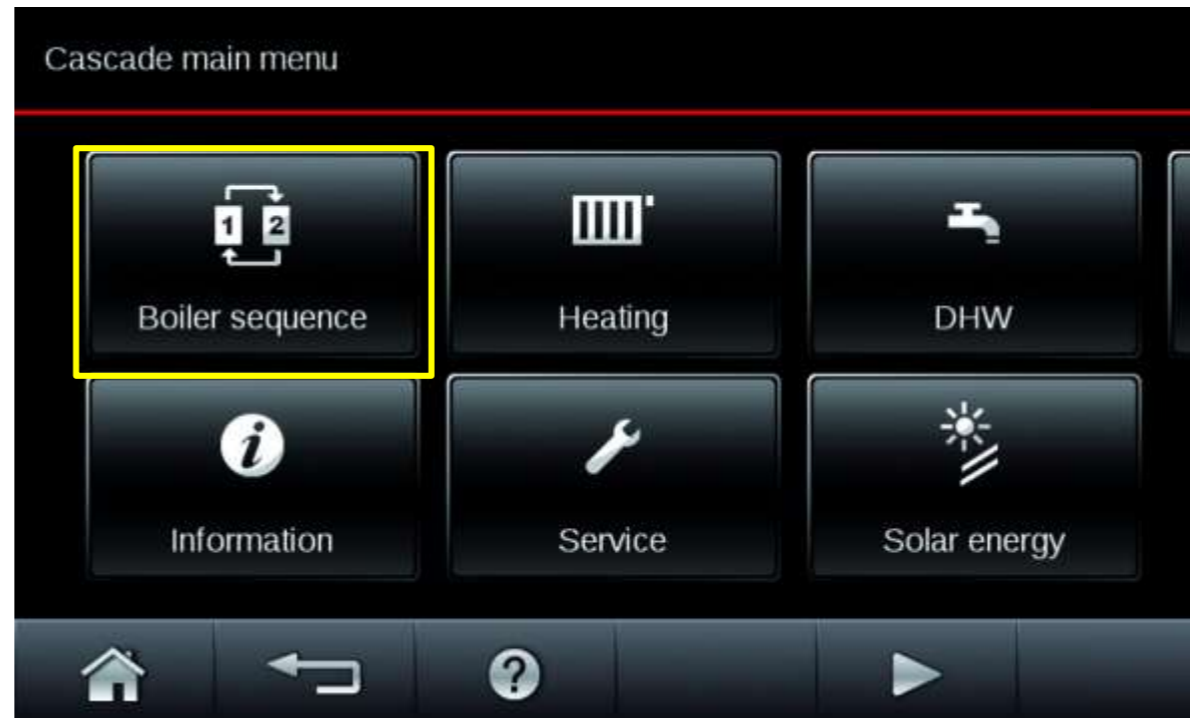 Cascade main menu
1 2
Boiler sequence
Heating
DHW
i
Information
Service
Solar energy
?